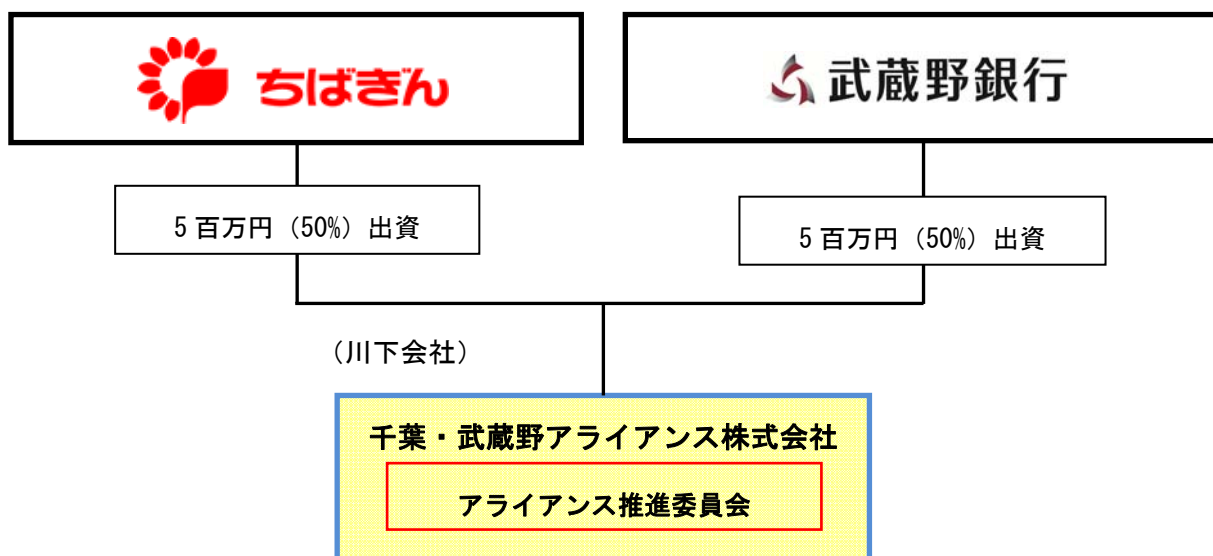 ちばぎん
武蔵野銀行
5百万円（50%）出資
5百万円（50%）出資
（川下会社）
千葉・武蔵野アライアンス株式会社
アライアンス推進委員会